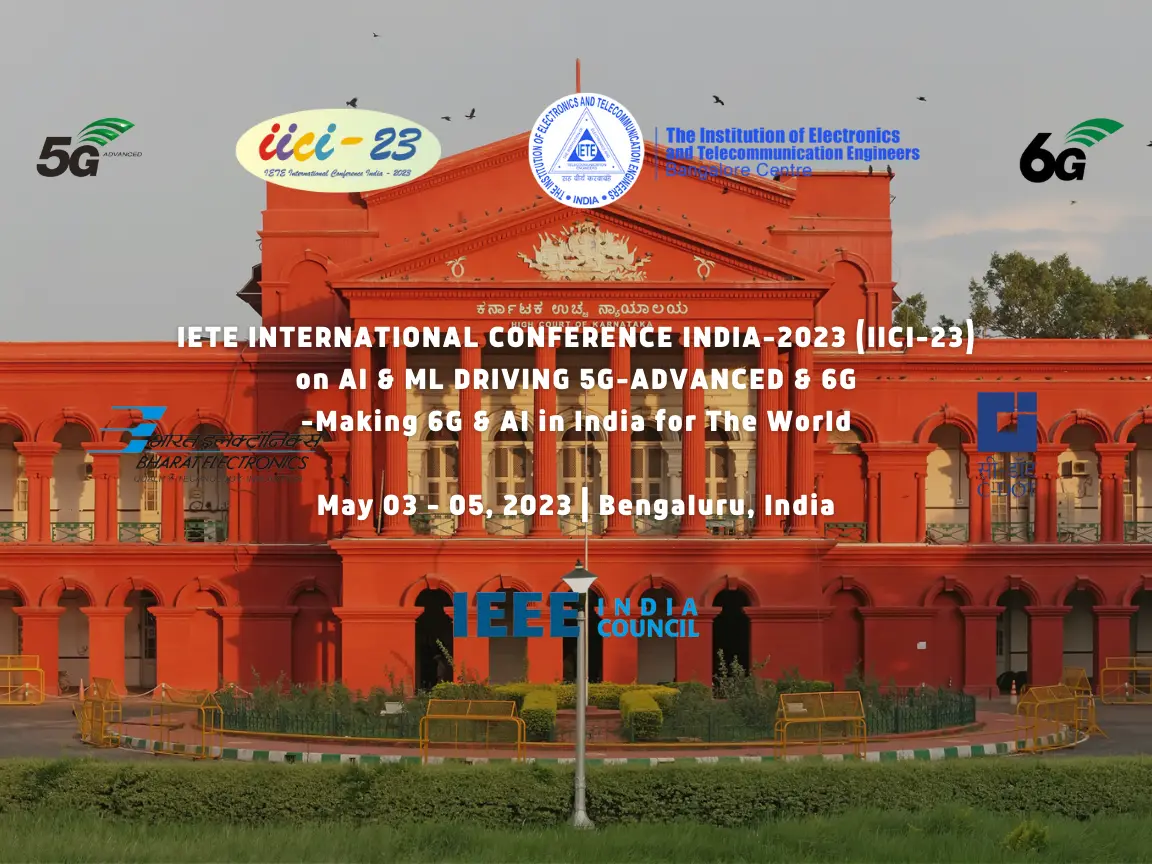 5G ADVANCED
iici - 23
IETE International Conference India - 2023
THE INSTITUTION OF ELECTRONICS AND TELECOMMUNICATION ENGINEERS
• INDIA •
IETE
The Institution of Electronics
and Telecommunication Engineers
Bangalore Centre
6G
ಕರ್ನಾಟಕ ಉಚ್ಚ ನ್ಯಾಯಾಲಯ
HIGH COURT OF KARNATAKA
IETE INTERNATIONAL CONFERENCE INDIA-2023 (IICI-23)
on AI & ML DRIVING 5G-ADVANCED & 6G
-Making 6G & AI in India for The World
भारत इलेक्ट्रॉनिक्स
BHARAT ELECTRONICS
सी-डॉट
C-DOT
May 03 - 05, 2023 | Bengaluru, India
IEEE INDIA
COUNCIL